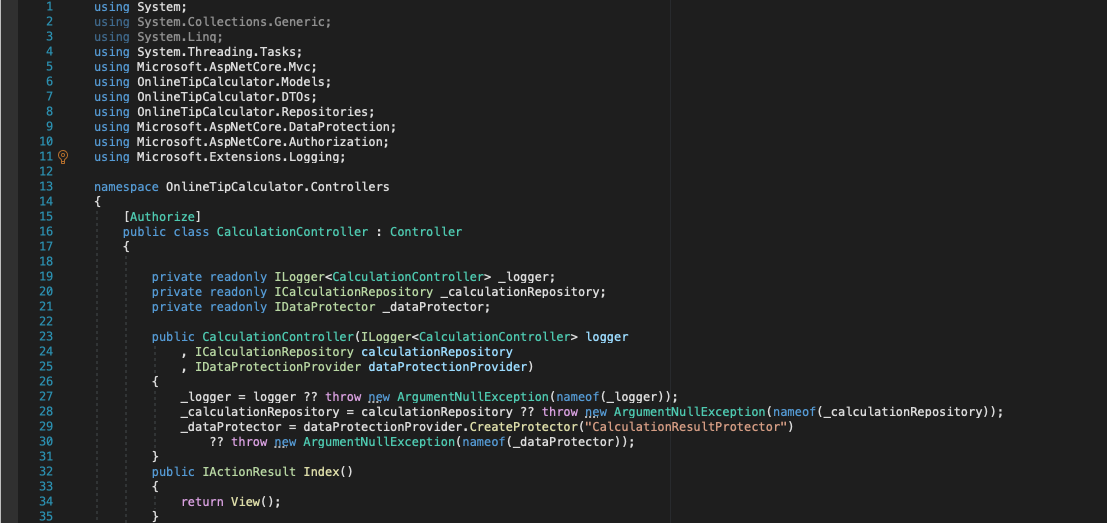 1 using System;
2 using System.Collections.Generic;
3 using System.Linq;
4 using System.Threading.Tasks;
5 using Microsoft.AspNetCore.Mvc;
6 using OnlineTipCalculator.Models;
7 using OnlineTipCalculator.DTOs;
8 using OnlineTipCalculator.Repositories;
9 using Microsoft.AspNetCore.DataProtection;
10 using Microsoft.AspNetCore.Authorization;
11 using Microsoft.Extensions.Logging;
12
13 namespace OnlineTipCalculator.Controllers
14 {
15 [Authorize]
16 public class CalculationController : Controller
17 {
18
19 private readonly ILogger<CalculationController> _logger;
20 private readonly ICalculationRepository _calculationRepository;
21 private readonly IDataProtector _dataProtector;
22
23 public CalculationController(ILogger<CalculationController> logger
24 , ICalculationRepository calculationRepository
25 , IDataProtectionProvider dataProtectionProvider)
26 {
27 _logger = logger ?? throw new ArgumentNullException(nameof(_logger));
28 _calculationRepository = calculationRepository ?? throw new ArgumentNullException(nameof(_calculationRepository));
29 _dataProtector = dataProtectionProvider.CreateProtector("CalculationResultProtector")
30 ?? throw new ArgumentNullException(nameof(_dataProtector));
31 }
32 public IActionResult Index()
33 {
34 return View();
35 }